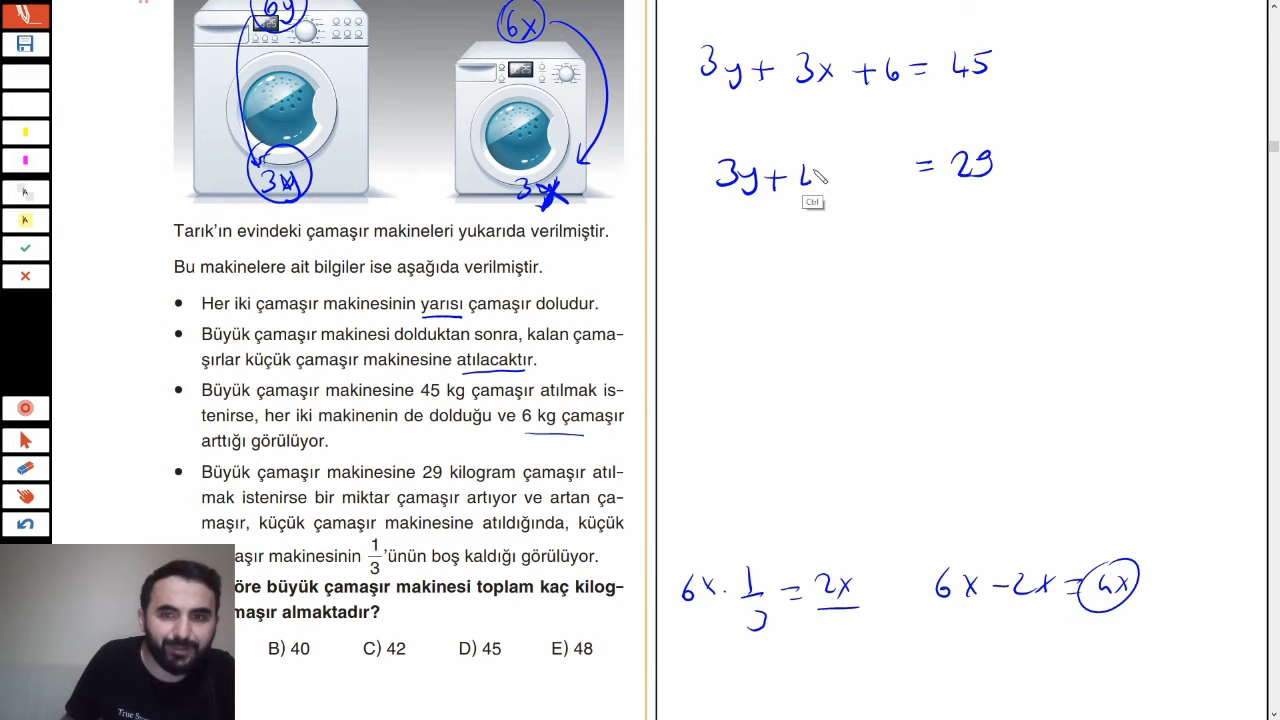 6y
6x
3y
3x
Tarık'ın evindeki çamaşır makineleri yukarıda verilmiştir.
Bu makinelere ait bilgiler ise aşağıda verilmiştir.
• Her iki çamaşır makinesinin yarısı çamaşır doludur.
• Büyük çamaşır makinesi dolduktan sonra, kalan çama-
şırlar küçük çamaşır makinesine atılacaktır.
• Büyük çamaşır makinesine 45 kg çamaşır atılmak is-
tenirse, her iki makinenin de dolduğu ve 6 kg çamaşır
arttığı görülüyor.
• Büyük çamaşır makinesine 29 kilogram çamaşır atıl-
mak istenirse bir miktar çamaşır artıyor ve artan ça-
maşır, küçük çamaşır makinesine atıldığında, küçük
aşır makinesinin 1/3'ünün boş kaldığı görülüyor.
öre büyük çamaşır makinesi toplam kaç kilog-
maşır almaktadır?
B) 40 C) 42 D) 45 E) 48
3y + 3x + 6 = 45
3y + = 29
Ctrl
6x . 1/3 = 2x 6x - 2x = 4x